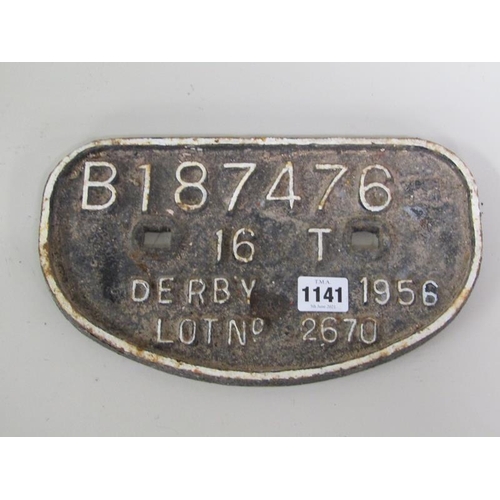 B187476
16 T
DERBY 1956
T.M.A
1141
LOT Nº 2670